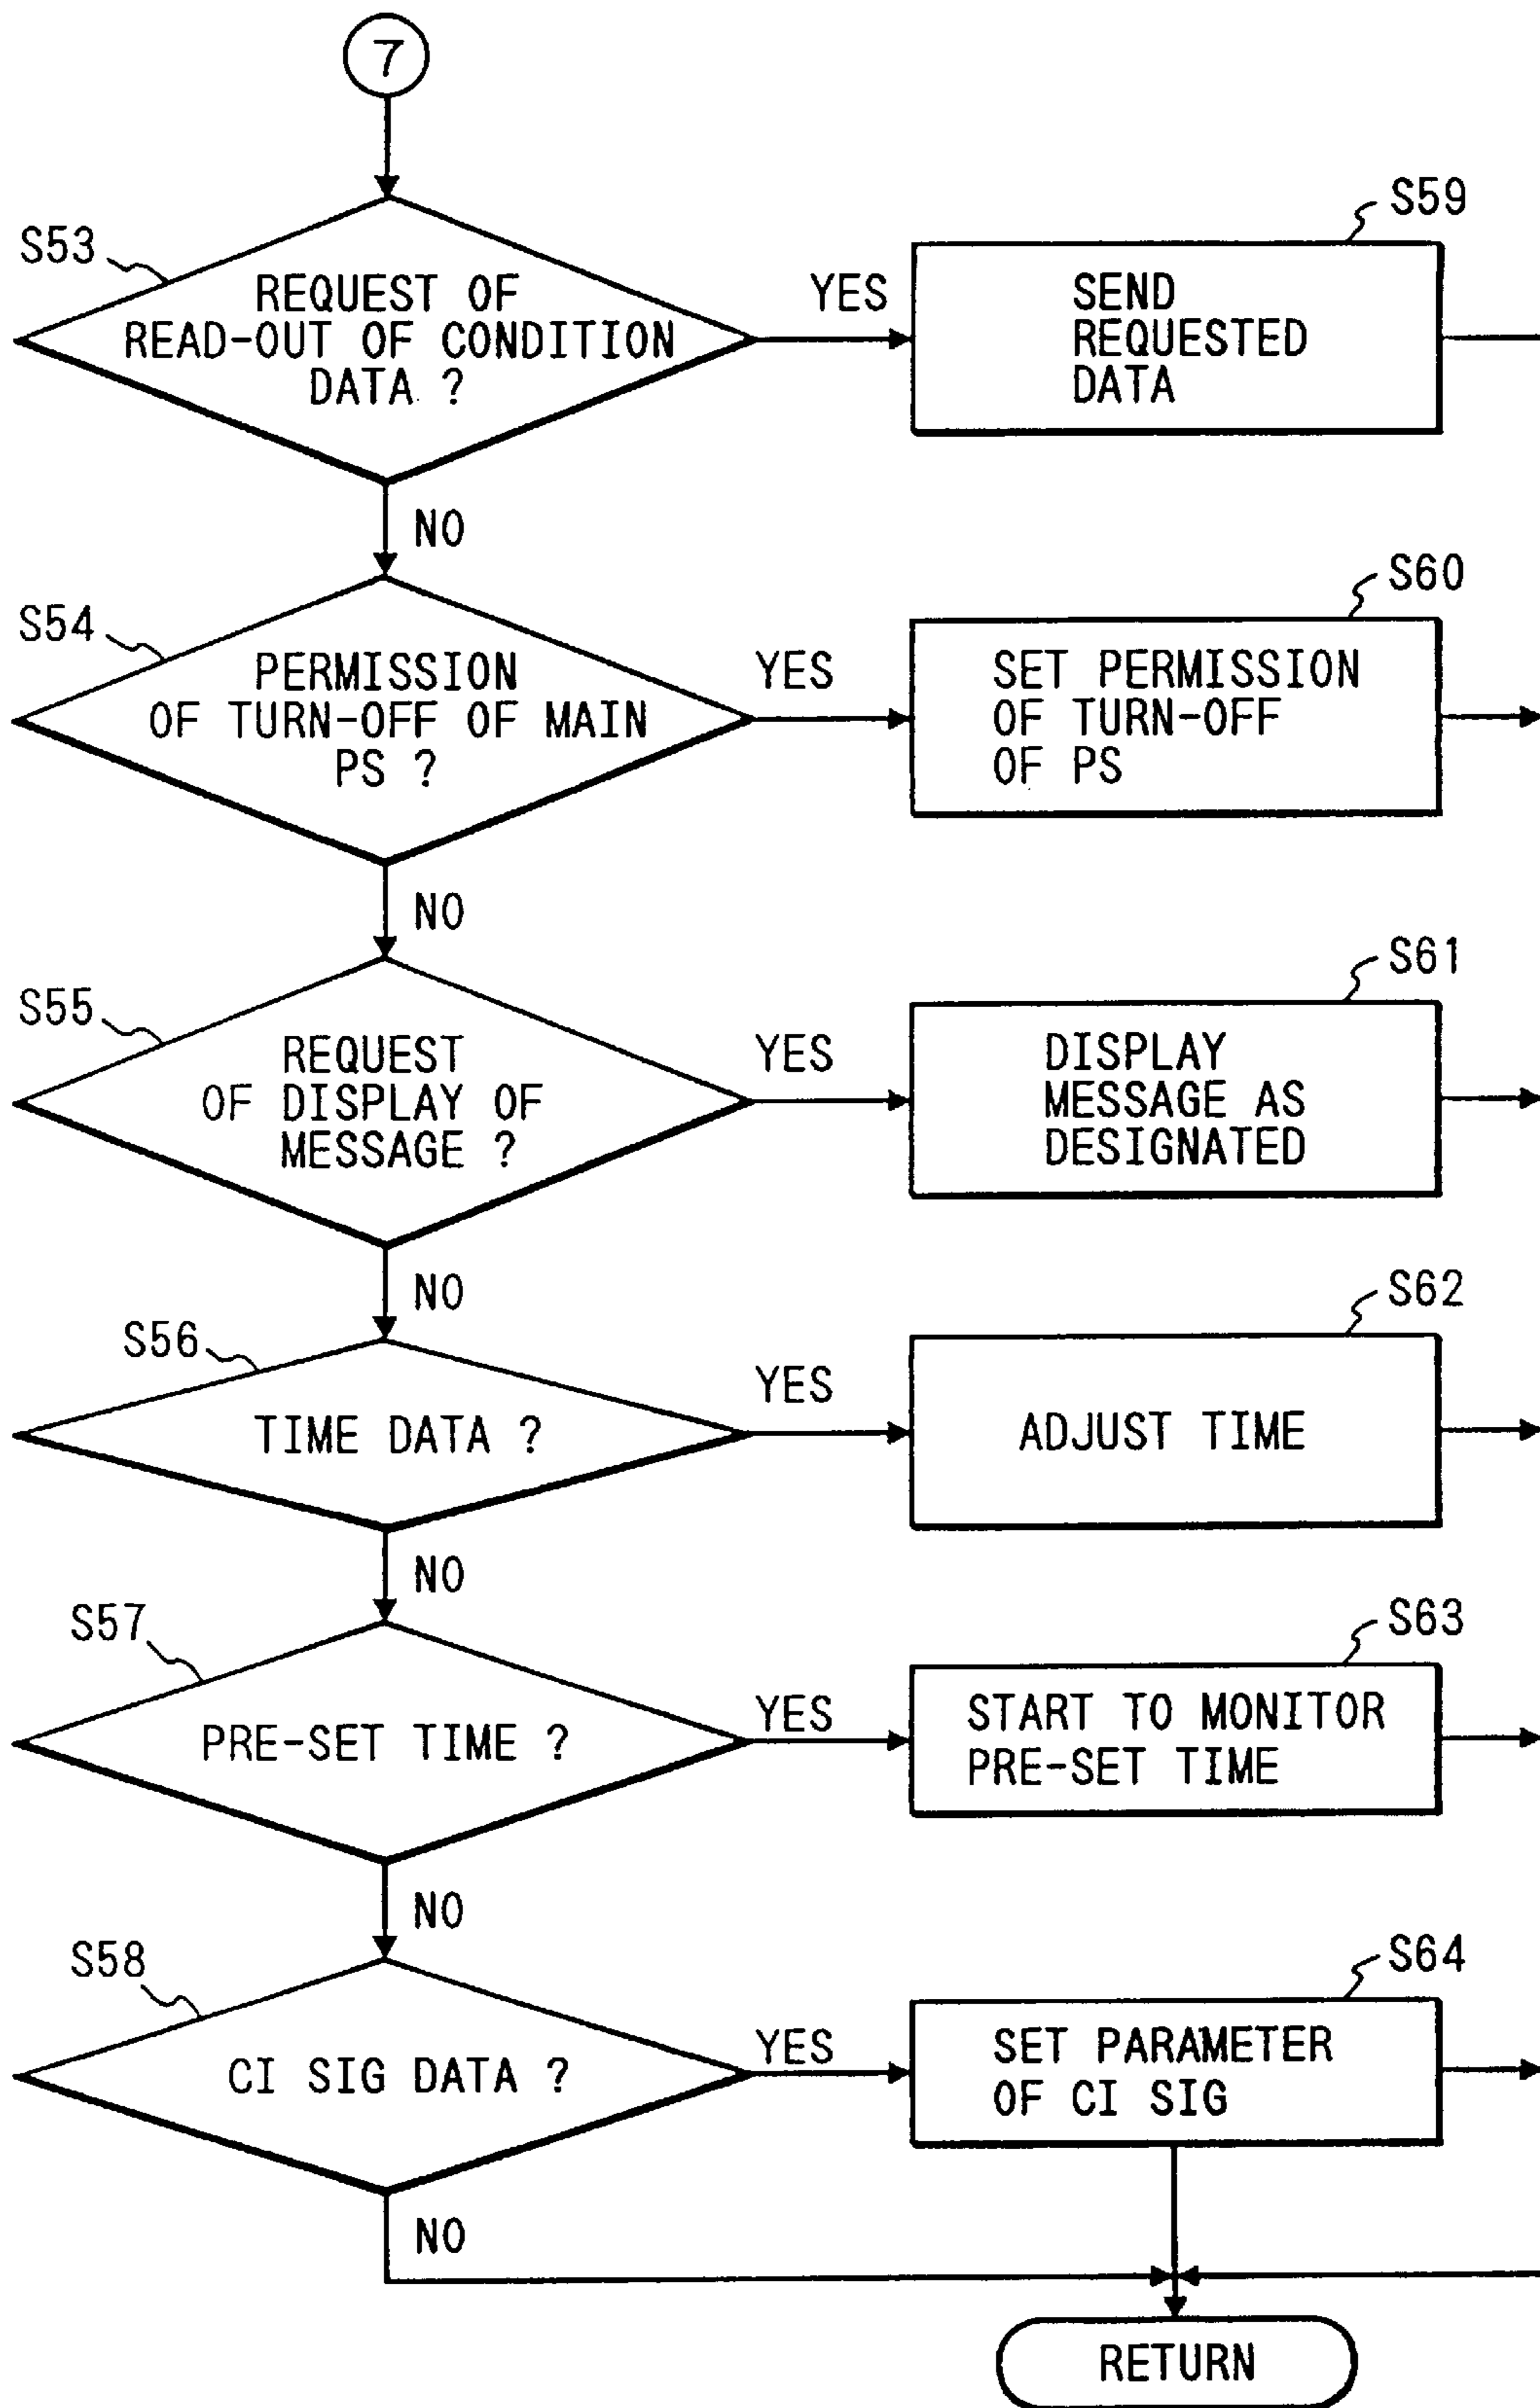 7
S53
REQUEST OF
READ-OUT OF CONDITION
DATA ?
YES
S59
SEND
REQUESTED
DATA
NO
S54
PERMISSION
OF TURN-OFF OF MAIN
PS ?
YES
S60
SET PERMISSION
OF TURN-OFF
OF PS
NO
S55
REQUEST
OF DISPLAY OF
MESSAGE ?
YES
S61
DISPLAY
MESSAGE AS
DESIGNATED
NO
S56
TIME DATA ?
YES
S62
ADJUST TIME
NO
S57
PRE-SET TIME ?
YES
S63
START TO MONITOR
PRE-SET TIME
NO
S58
CI SIG DATA ?
YES
S64
SET PARAMETER
OF CI SIG
NO
RETURN